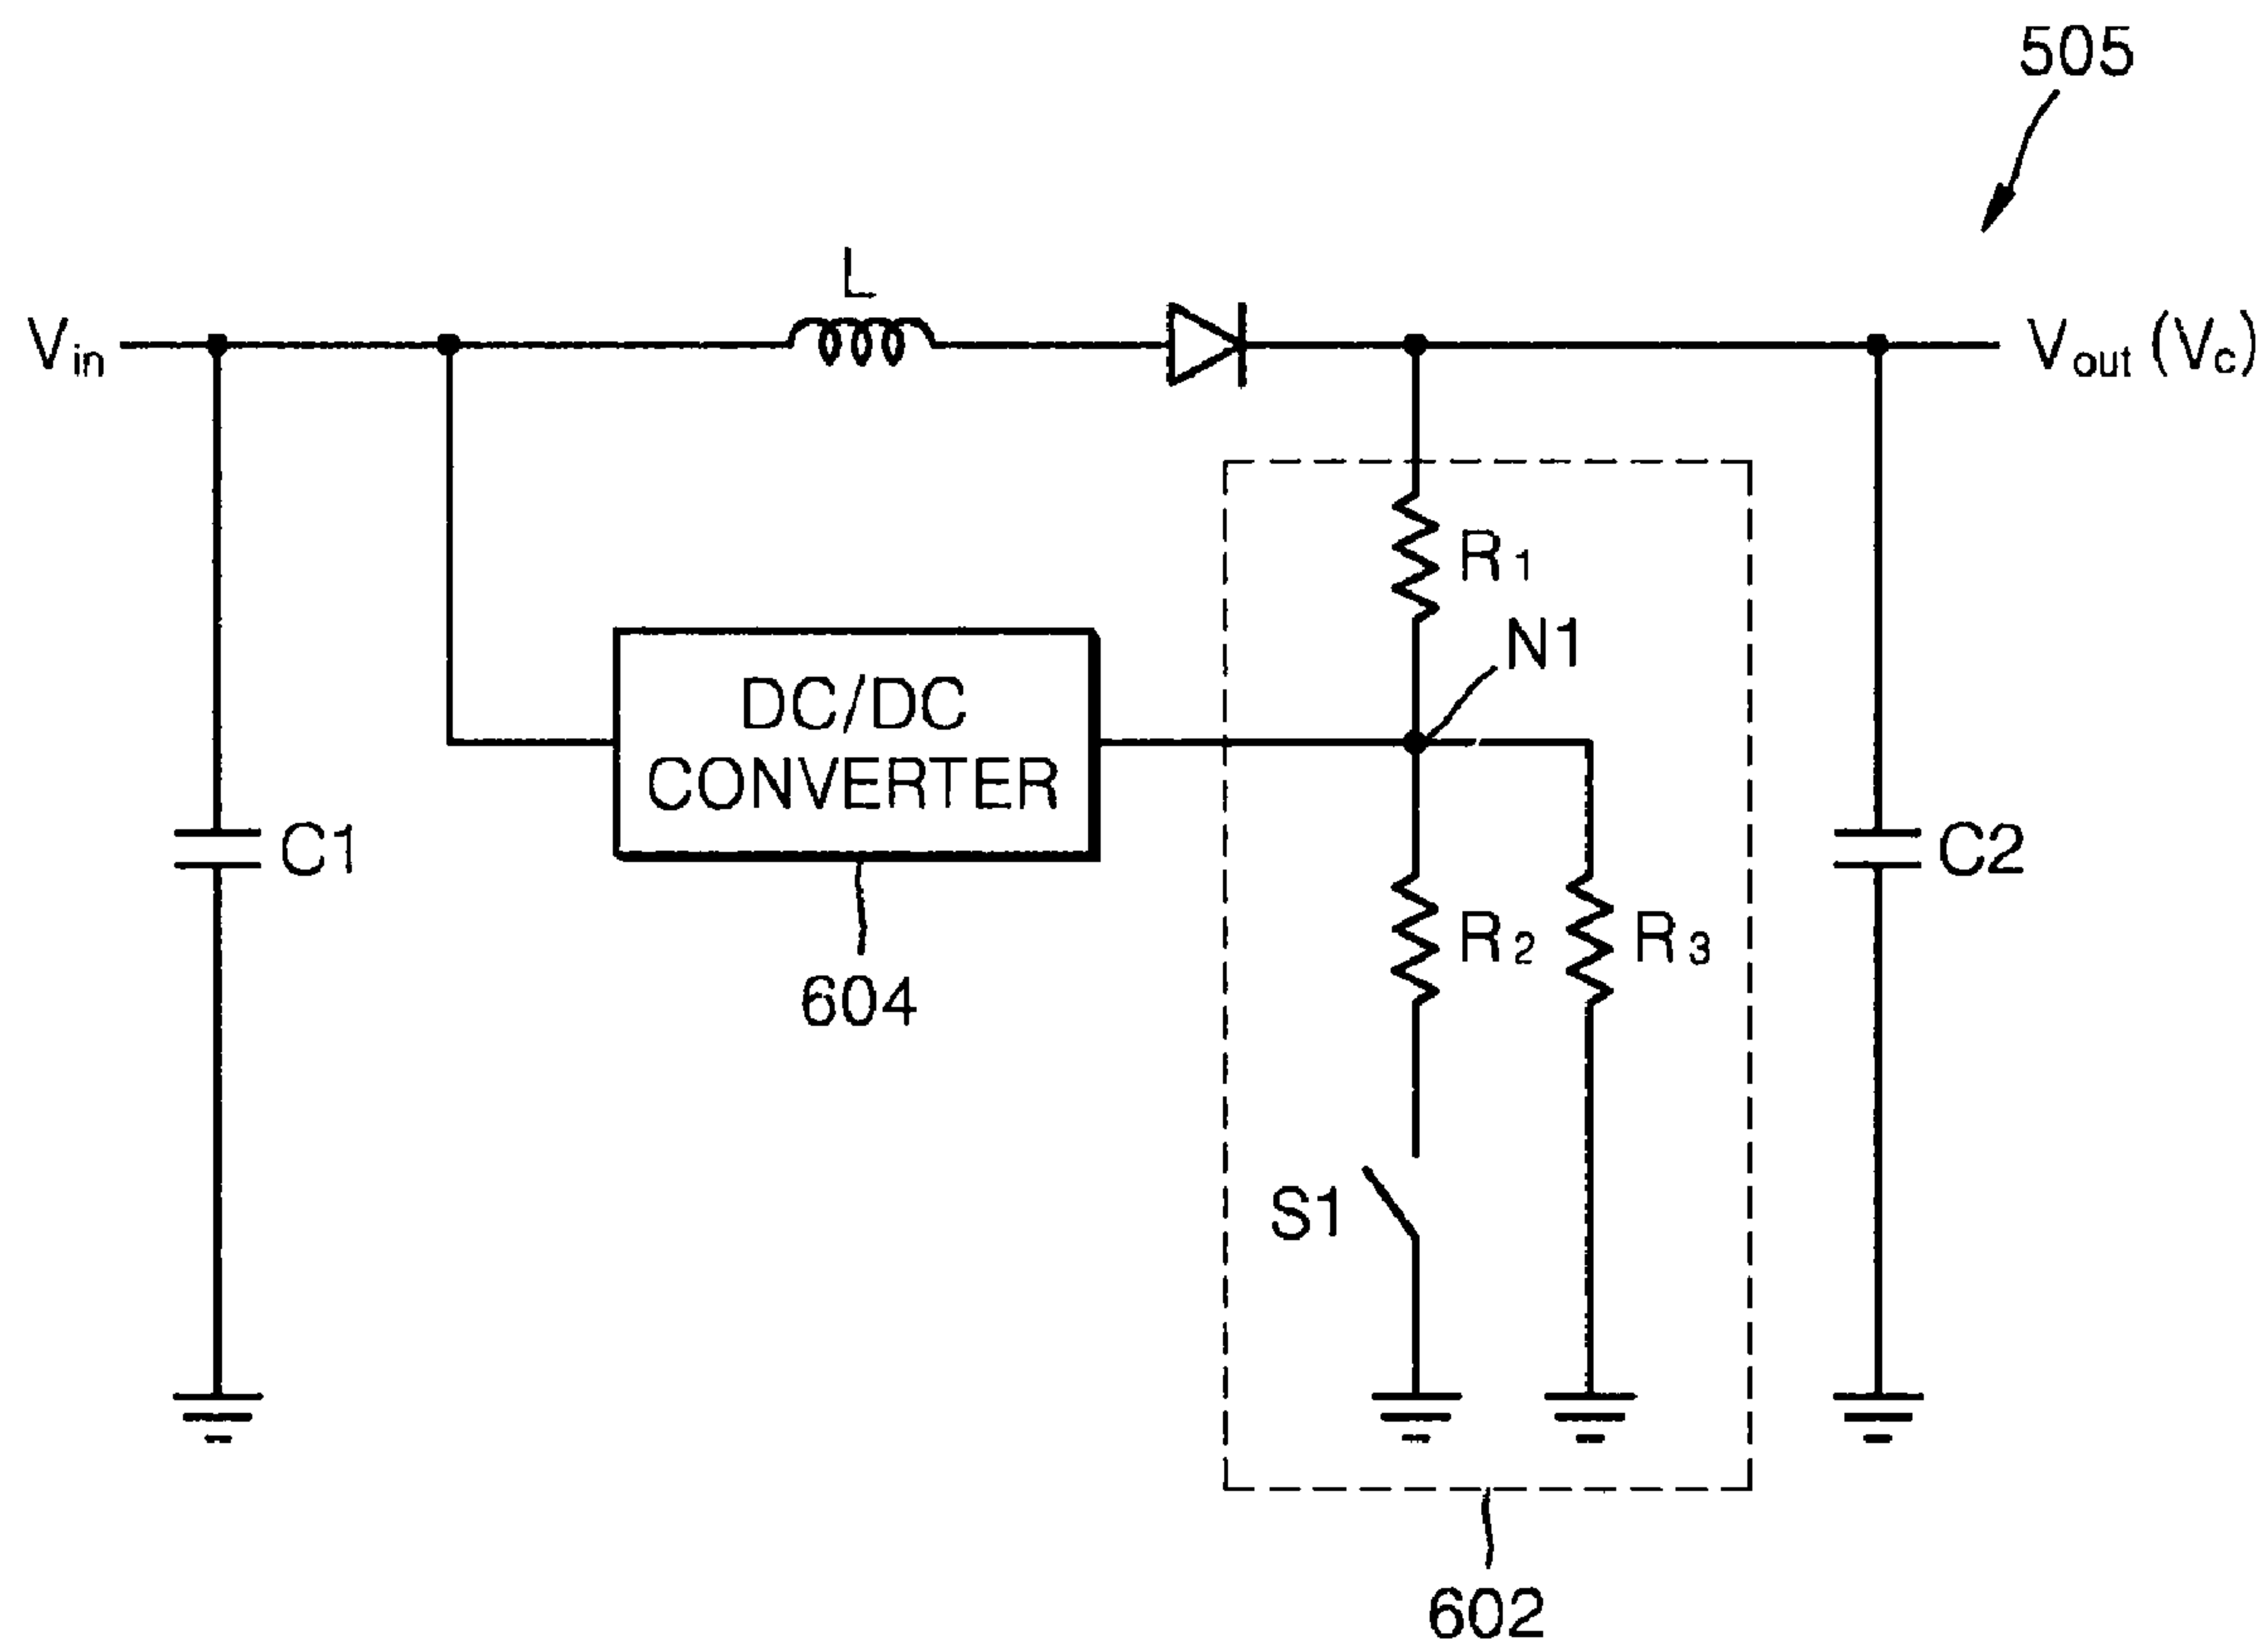 505
L
Vin
Vout (Vc)
R1
N1
DC/DC
CONVERTER
C1
C2
R2
R3
604
S1
602